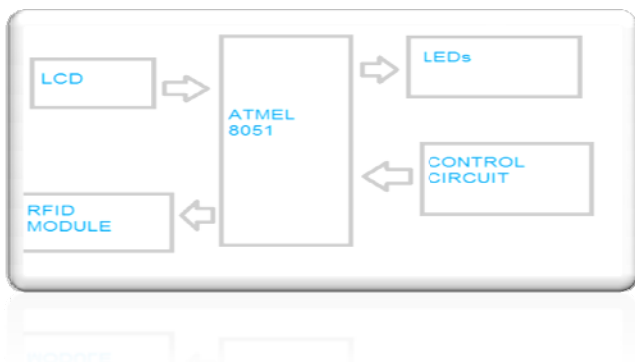 LCD
ATMEL
8051
LEDs
CONTROL
CIRCUIT
RFID
MODULE